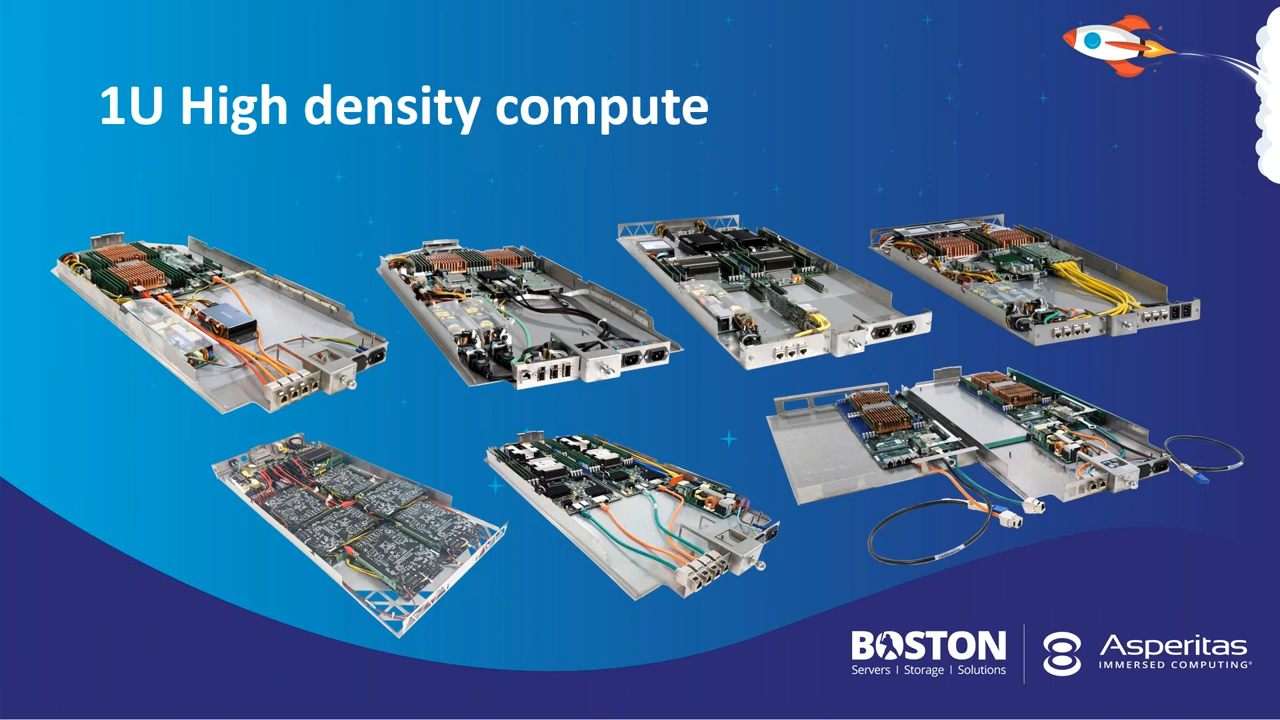 1U High density compute
BOSTON
Servers | Storage | Solutions
Asperitas
IMMERSED COMPUTING®